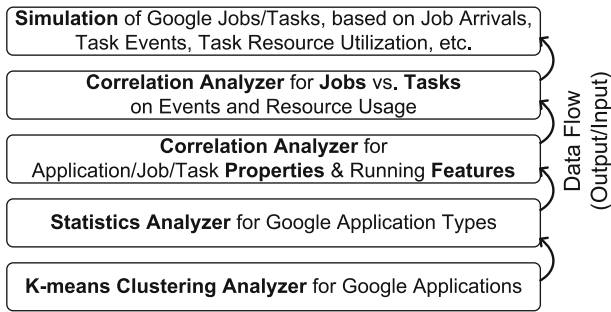 Simulation of Google Jobs/Tasks, based on Job Arrivals,
Task Events, Task Resource Utilization, etc.
Correlation Analyzer for Jobs vs. Tasks
on Events and Resource Usage
Correlation Analyzer for
Application/Job/Task Properties & Running Features
Statistics Analyzer for Google Application Types
K-means Clustering Analyzer for Google Applications
Data Flow
(Output/Input)